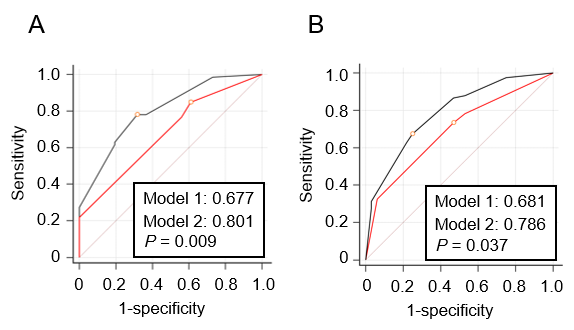 A
B
1.0
0.8
0.6
0.4
0.2
0
Sensitivity
Model 1: 0.677
Model 2: 0.801
P = 0.009
0 0.2 0.4 0.6 0.8 1.0
1-specificity
1.0
0.8
0.6
0.4
0.2
0
Sensitivity
Model 1: 0.681
Model 2: 0.786
P = 0.037
0 0.2 0.4 0.6 0.8 1.0
1-specificity